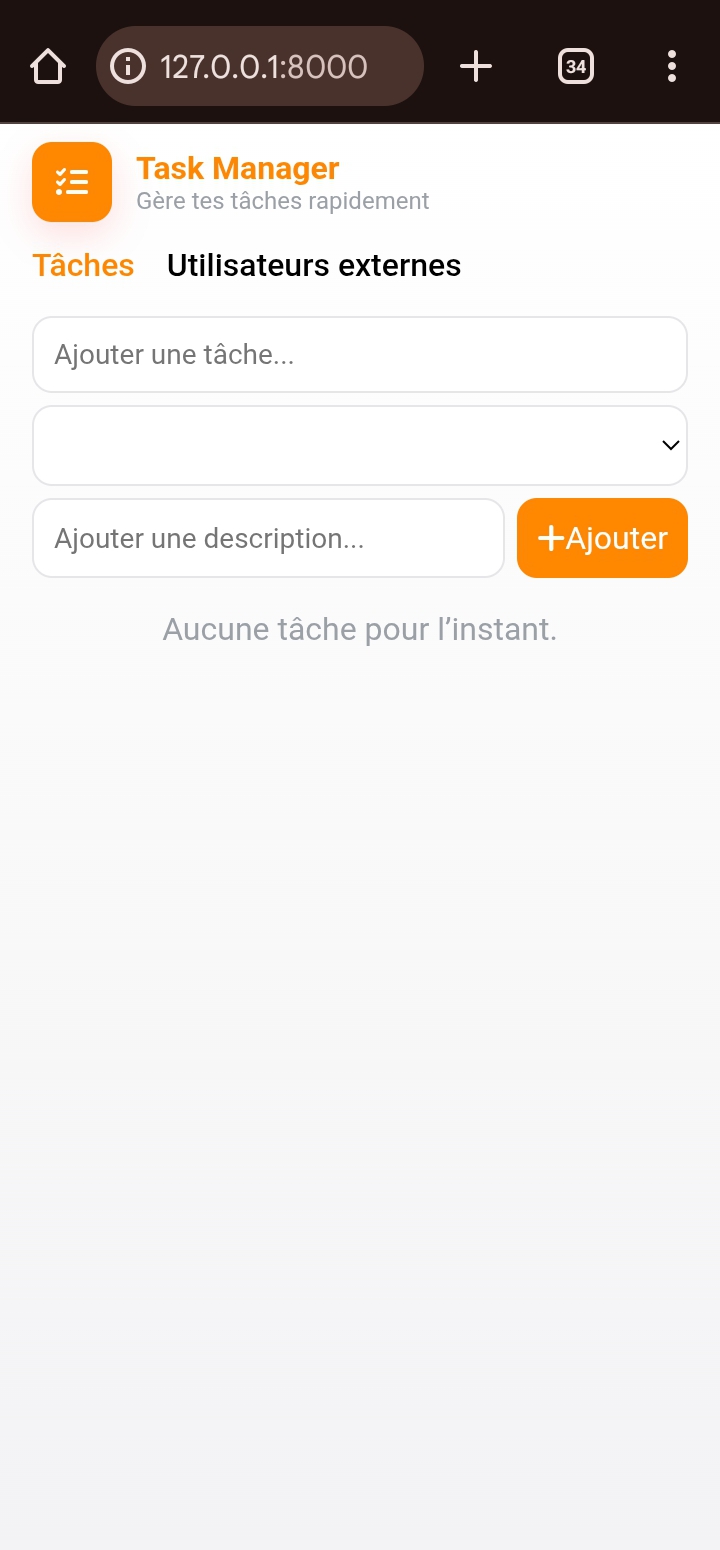 127.0.0.1:8000
34
Task Manager
Gère tes tâches rapidement
Tâches Utilisateurs externes
Ajouter une tâche...
Ajouter une description...
+Ajouter
Aucune tâche pour l’instant.